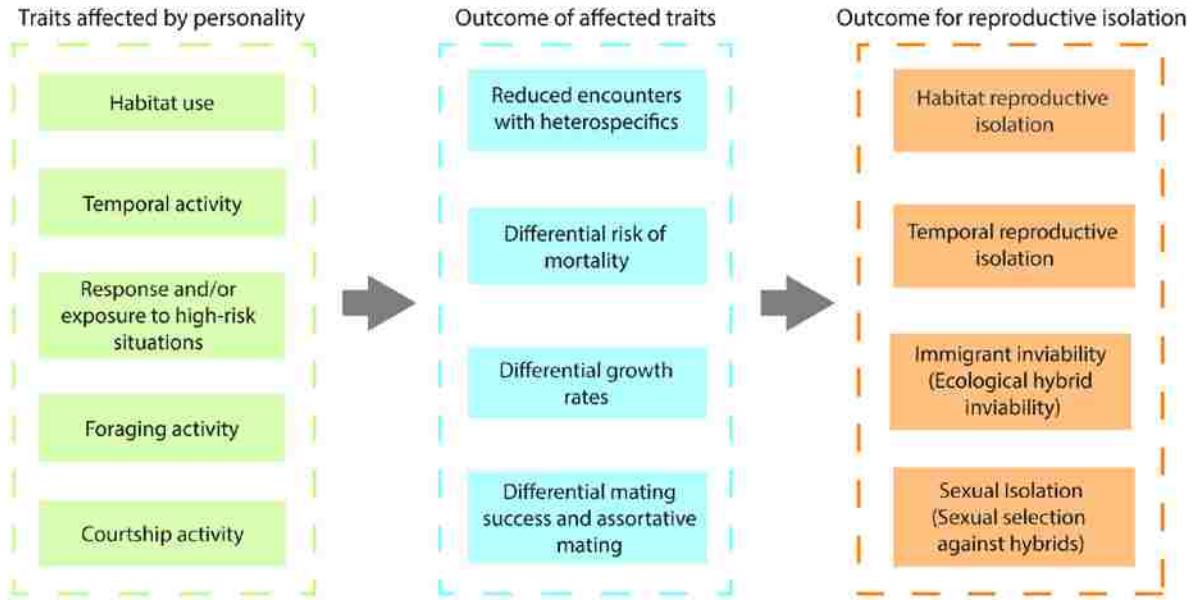 Traits affected by personality
Habitat use
Temporal activity
Response and/or
exposure to high-risk
situations
Foraging activity
Courtship activity
Outcome of affected traits
Reduced encounters
with heterospecifics
Differential risk of
mortality
Differential growth
rates
Differential mating
success and assortative
mating
Outcome for reproductive isolation
Habitat reproductive
isolation
Temporal reproductive
isolation
Immigrant inviability
(Ecological hybrid
inviability)
Sexual Isolation
(Sexual selection
against hybrids)